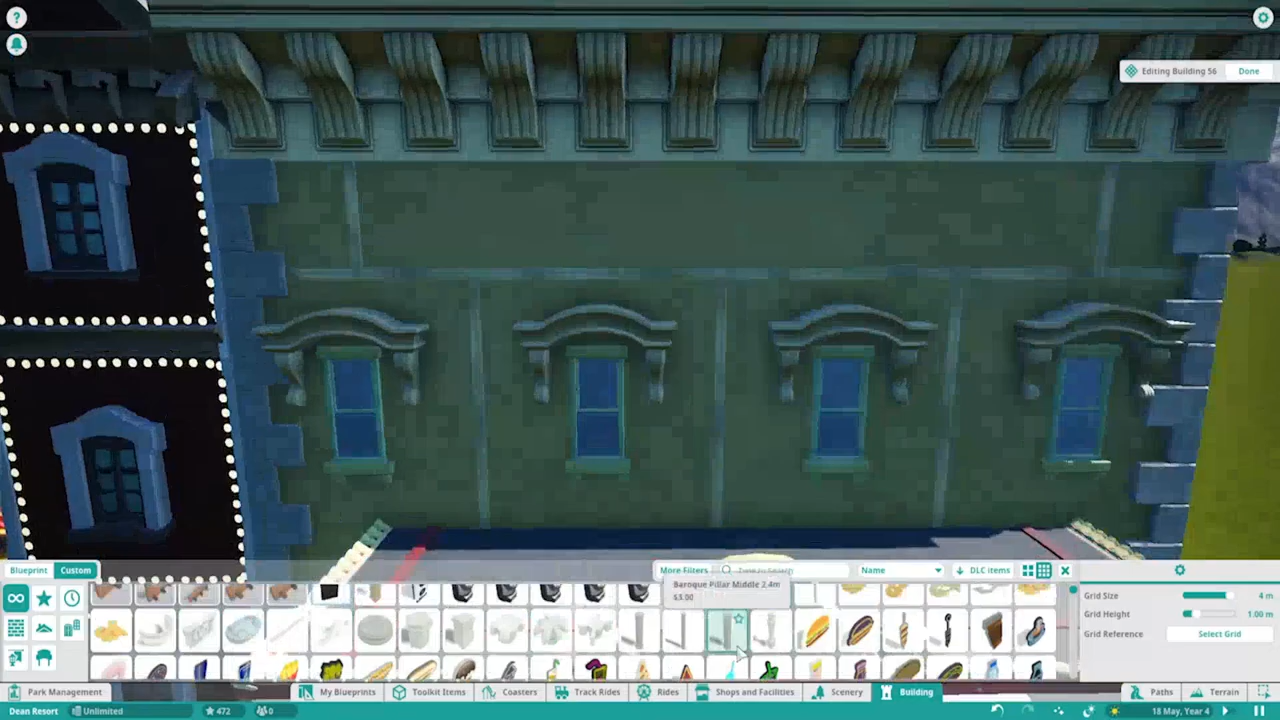 ?
Editing Building 56
Done
Blueprint
Custom
More Filters
Name
DLC items
Baroque Pillar Middle 2.4m
$3.00
Grid Size
4 m
Grid Height
1.00 m
Grid Reference
Select Grid
Park Management
My Blueprints
Toolkit Items
Coasters
Track Rides
Rides
Shops and Facilities
Scenery
Building
Paths
Terrain
Dean Resort
Unlimited
472
0
18 May, Year 4